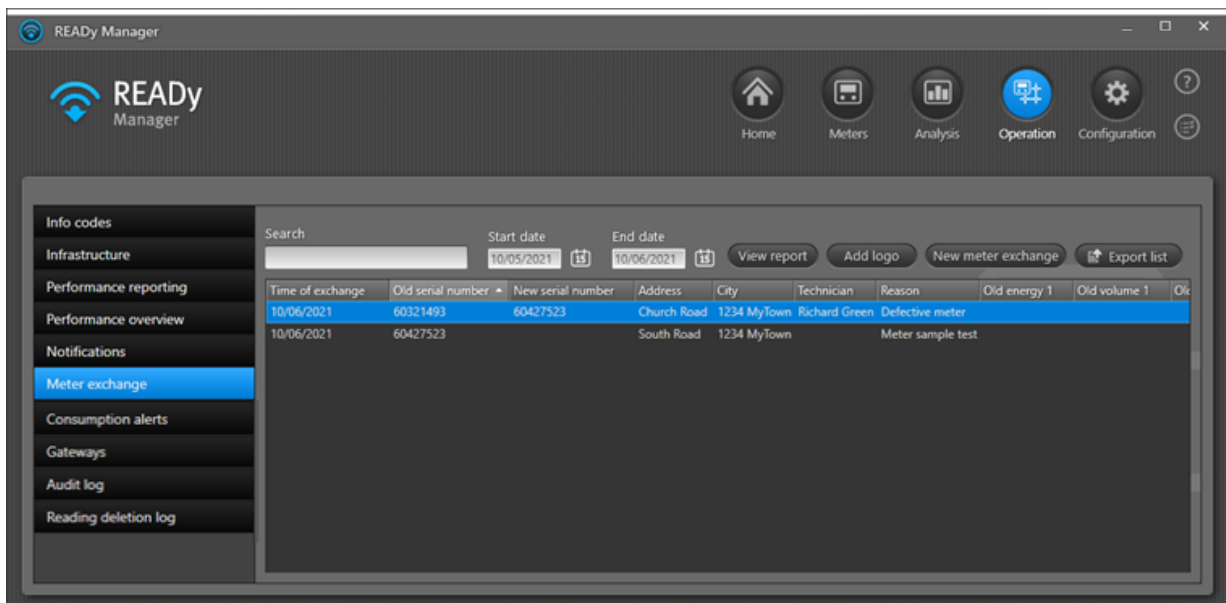 READy Manager
READy
Manager
Home Meters Analysis Operation Configuration
Info codes
Infrastructure
Performance reporting
Performance overview
Notifications
Meter exchange
Consumption alerts
Gateways
Audit log
Reading deletion log
Search Start date End date
10/05/2021 15 10/06/2021 15 View report Add logo New meter exchange Export list
Time of exchange Old serial number New serial number Address City Technician Reason Old energy 1 Old volume 1
10/06/2021 60321493 60427523 Church Road 1234 MyTown Richard Green Defective meter
10/06/2021 60427523 South Road 1234 MyTown Meter sample test